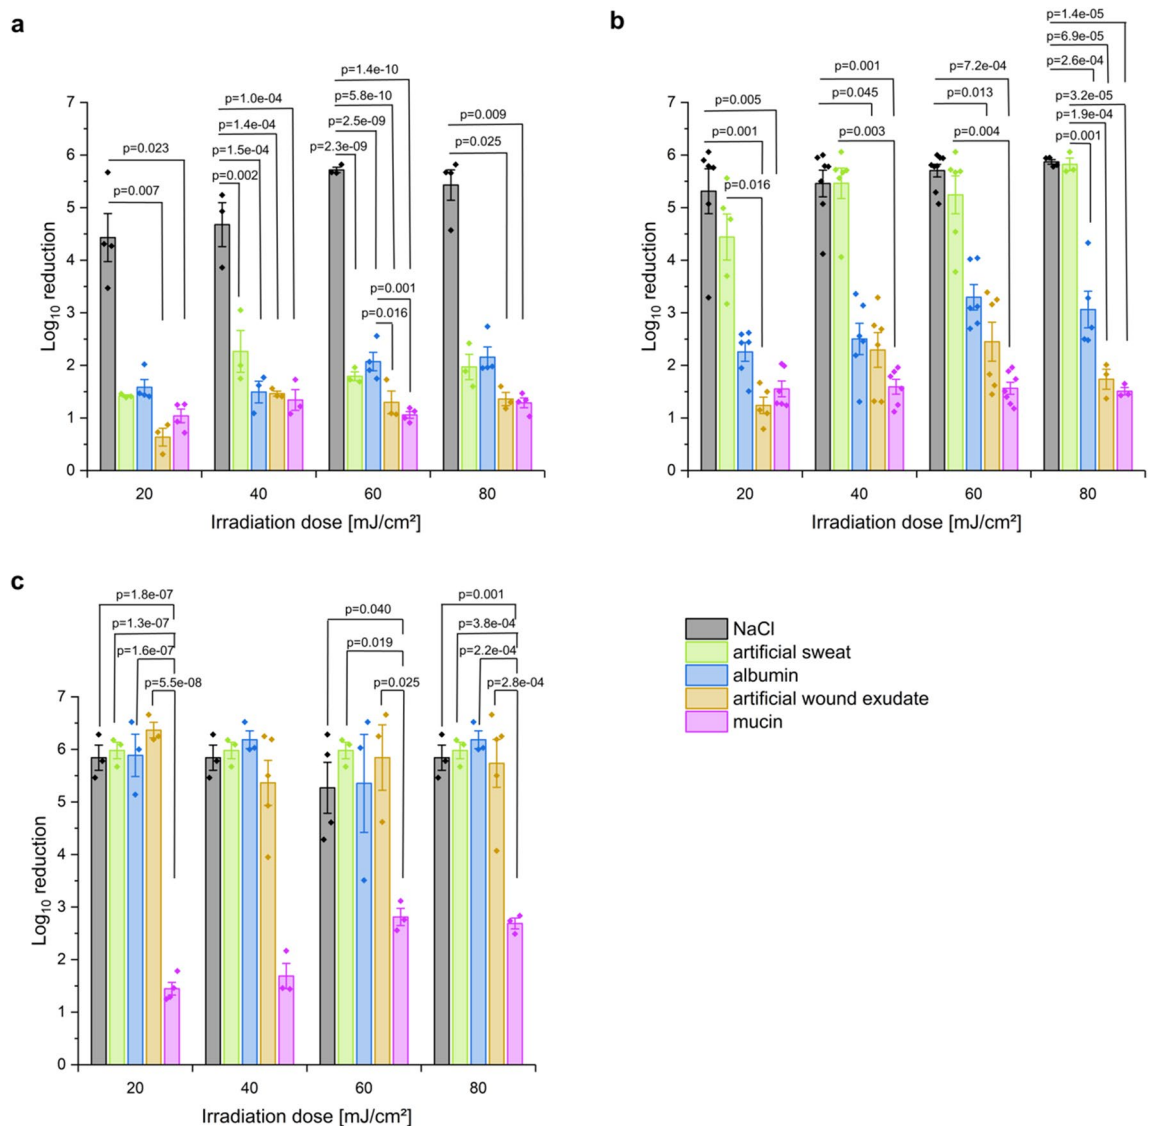 a
p=1.4e-10
p=1.0e-04
p=5.8e-10
p=0.009
p=0.023
p=1.4e-04
p=2.5e-09
p=0.025
p=1.5e-04
p=2.3e-09
p=0.007
p=0.002
p=0.001
p=0.016
7
6
5
4
3
2
1
0
Log10 reduction
20 40 60 80
Irradiation dose [mJ/cm²]
b
p=1.4e-05
p=6.9e-05
p=0.001
p=7.2e-04
p=2.6e-04
p=0.005
p=0.045
p=0.013
p=3.2e-05
p=0.001
p=0.003
p=0.004
p=1.9e-04
p=0.001
p=0.016
7
6
5
4
3
2
1
0
Log10 reduction
20 40 60 80
Irradiation dose [mJ/cm²]
c
p=1.8e-07
p=0.001
p=1.3e-07
p=0.040
p=3.8e-04
p=1.6e-07
p=0.019
p=2.2e-04
p=5.5e-08
p=0.025
p=2.8e-04
7
6
5
4
3
2
1
0
Log10 reduction
20 40 60 80
Irradiation dose [mJ/cm²]
NaCl
artificial sweat
albumin
artificial wound exudate
mucin